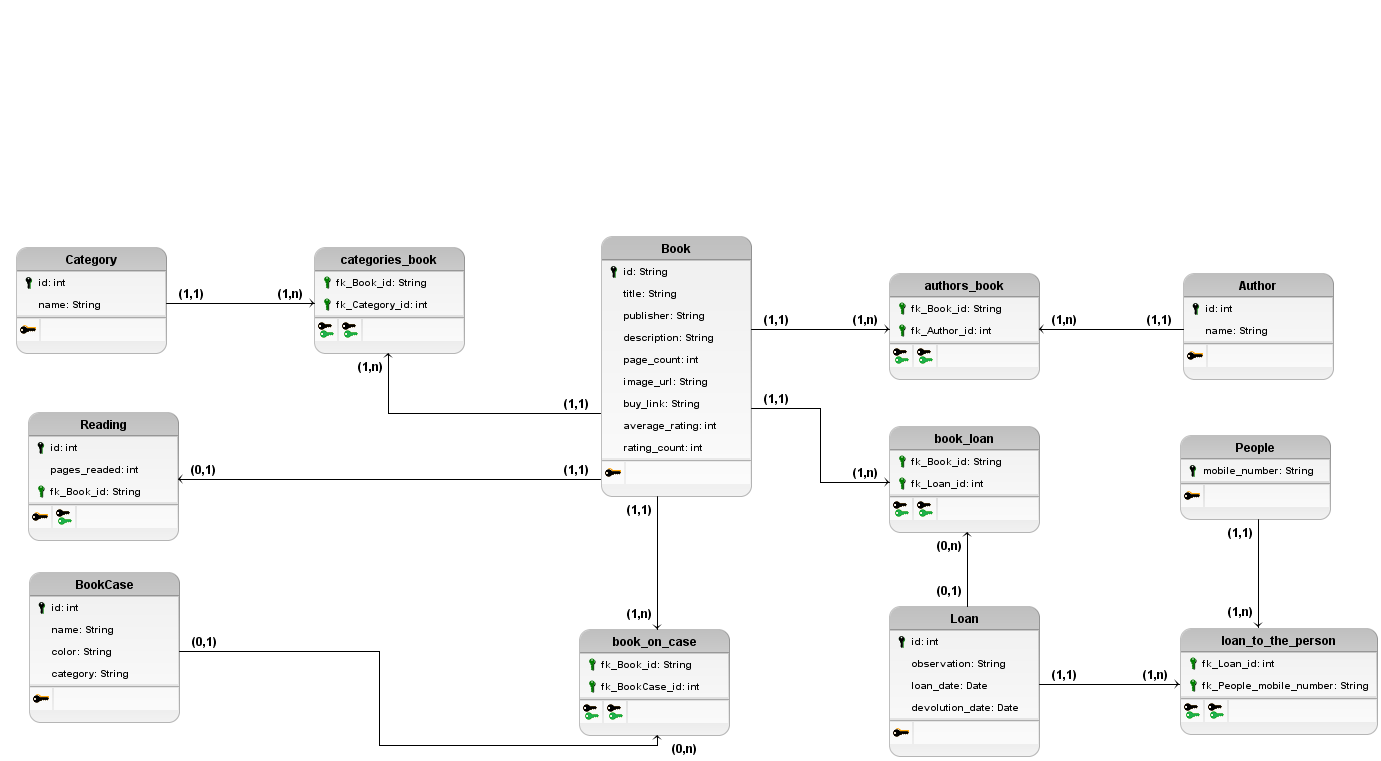 Category
id: int
name: String
(1,1)
(1,n)
categories_book
fk_Book_id: String
fk_Category_id: int
(1,n)
(1,1)
Book
id: String
title: String
publisher: String
description: String
page_count: int
image_url: String
buy_link: String
average_rating: int
rating_count: int
(1,1)
(1,n)
authors_book
fk_Book_id: String
fk_Author_id: int
(1,n)
(1,1)
Author
id: int
name: String
Reading
id: int
pages_readed: int
fk_Book_id: String
(0,1)
(1,1)
(1,1)
(1,n)
book_loan
fk_Book_id: String
fk_Loan_id: int
(0,n)
(0,1)
People
mobile_number: String
(1,1)
(1,n)
BookCase
id: int
name: String
color: String
category: String
(0,1)
(1,1)
(1,n)
book_on_case
fk_Book_id: String
fk_BookCase_id: int
(0,n)
Loan
id: int
observation: String
loan_date: Date
devolution_date: Date
(1,1)
(1,n)
loan_to_the_person
fk_Loan_id: int
fk_People_mobile_number: String